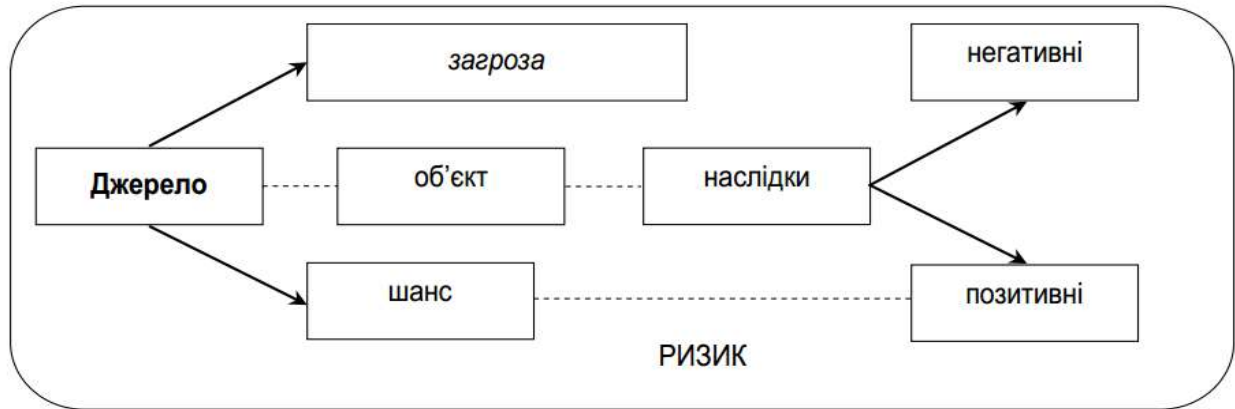 загроза
негативні
Джерело
об’єкт
наслідки
шанс
позитивні
РИЗИК